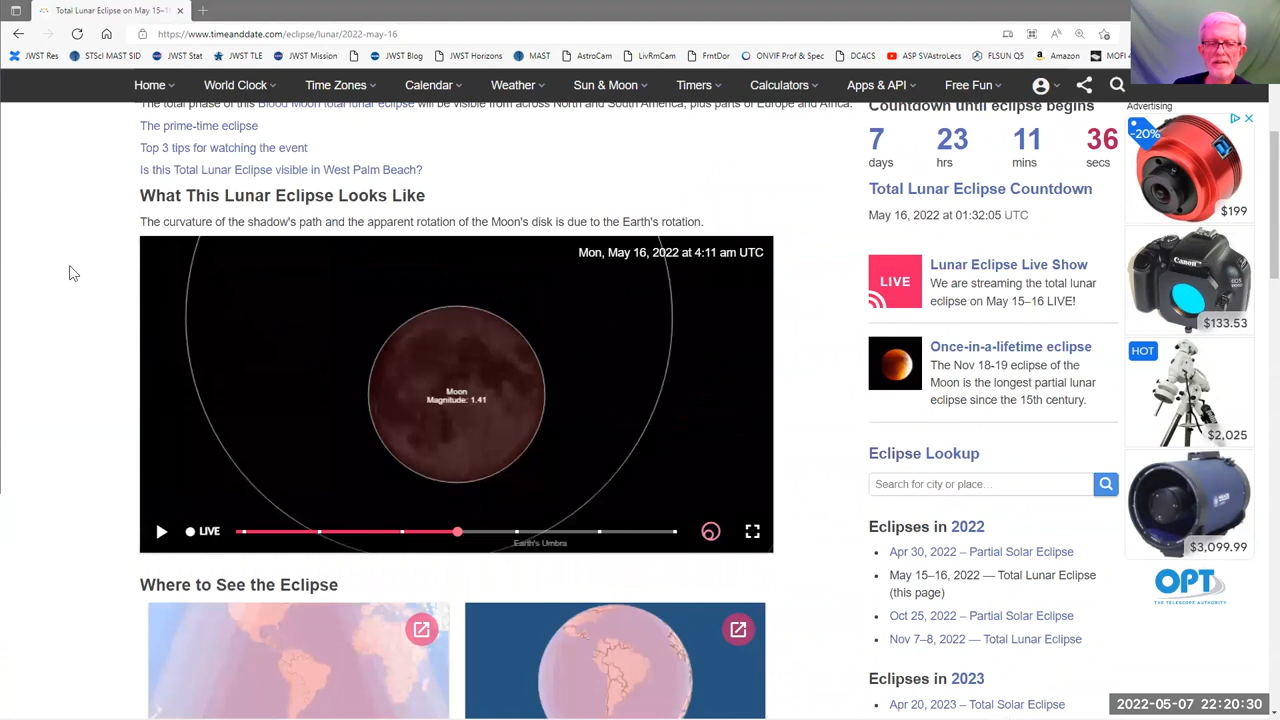 Total Lunar Eclipse on May 15–1
https://www.timeanddate.com/eclipse/lunar/2022-may-16
JWST Res
STScl MAST SID
JWST Stat
JWST TLE
JWST Mission
JWST Blog
JWST Horizons
MAST
AstroCam
LivRmCam
FrntDor
ONVIF Prof & Spec
DCACS
ASP SVAstroLecs
FLSUN Q5
Amazon
MOFI 4
Home
World Clock
Time Zones
Calendar
Weather
Sun & Moon
Timers
Calculators
Apps & API
Free Fun
The total phase of this Blood Moon total lunar eclipse will be visible from across North and South America, plus parts of Europe and Africa.
The prime-time eclipse
Top 3 tips for watching the event
Is this Total Lunar Eclipse visible in West Palm Beach?
What This Lunar Eclipse Looks Like
The curvature of the shadow's path and the apparent rotation of the Moon's disk is due to the Earth's rotation.
Mon, May 16, 2022 at 4:11 am UTC
Moon
Magnitude: 1.41
LIVE
Earth's Umbra
Where to See the Eclipse
Countdown until eclipse begins
7 23 11 36
days hrs mins secs
Total Lunar Eclipse Countdown
May 16, 2022 at 01:32:05 UTC
LIVE
Lunar Eclipse Live Show
We are streaming the total lunar
eclipse on May 15–16 LIVE!
Once-in-a-lifetime eclipse
The Nov 18-19 eclipse of the
Moon is the longest partial lunar
eclipse since the 15th century.
Eclipse Lookup
Search for city or place…
Eclipses in 2022
Apr 30, 2022 – Partial Solar Eclipse
May 15–16, 2022 — Total Lunar Eclipse
(this page)
Oct 25, 2022 – Partial Solar Eclipse
Nov 7–8, 2022 — Total Lunar Eclipse
Eclipses in 2023
Apr 20, 2023 – Total Solar Eclipse
Advertising
-20%
$199
Canon
$133.53
HOT
$2,025
$3,099.99
OPT
THE TELESCOPE AUTHORITY
2022-05-07 22:20:30